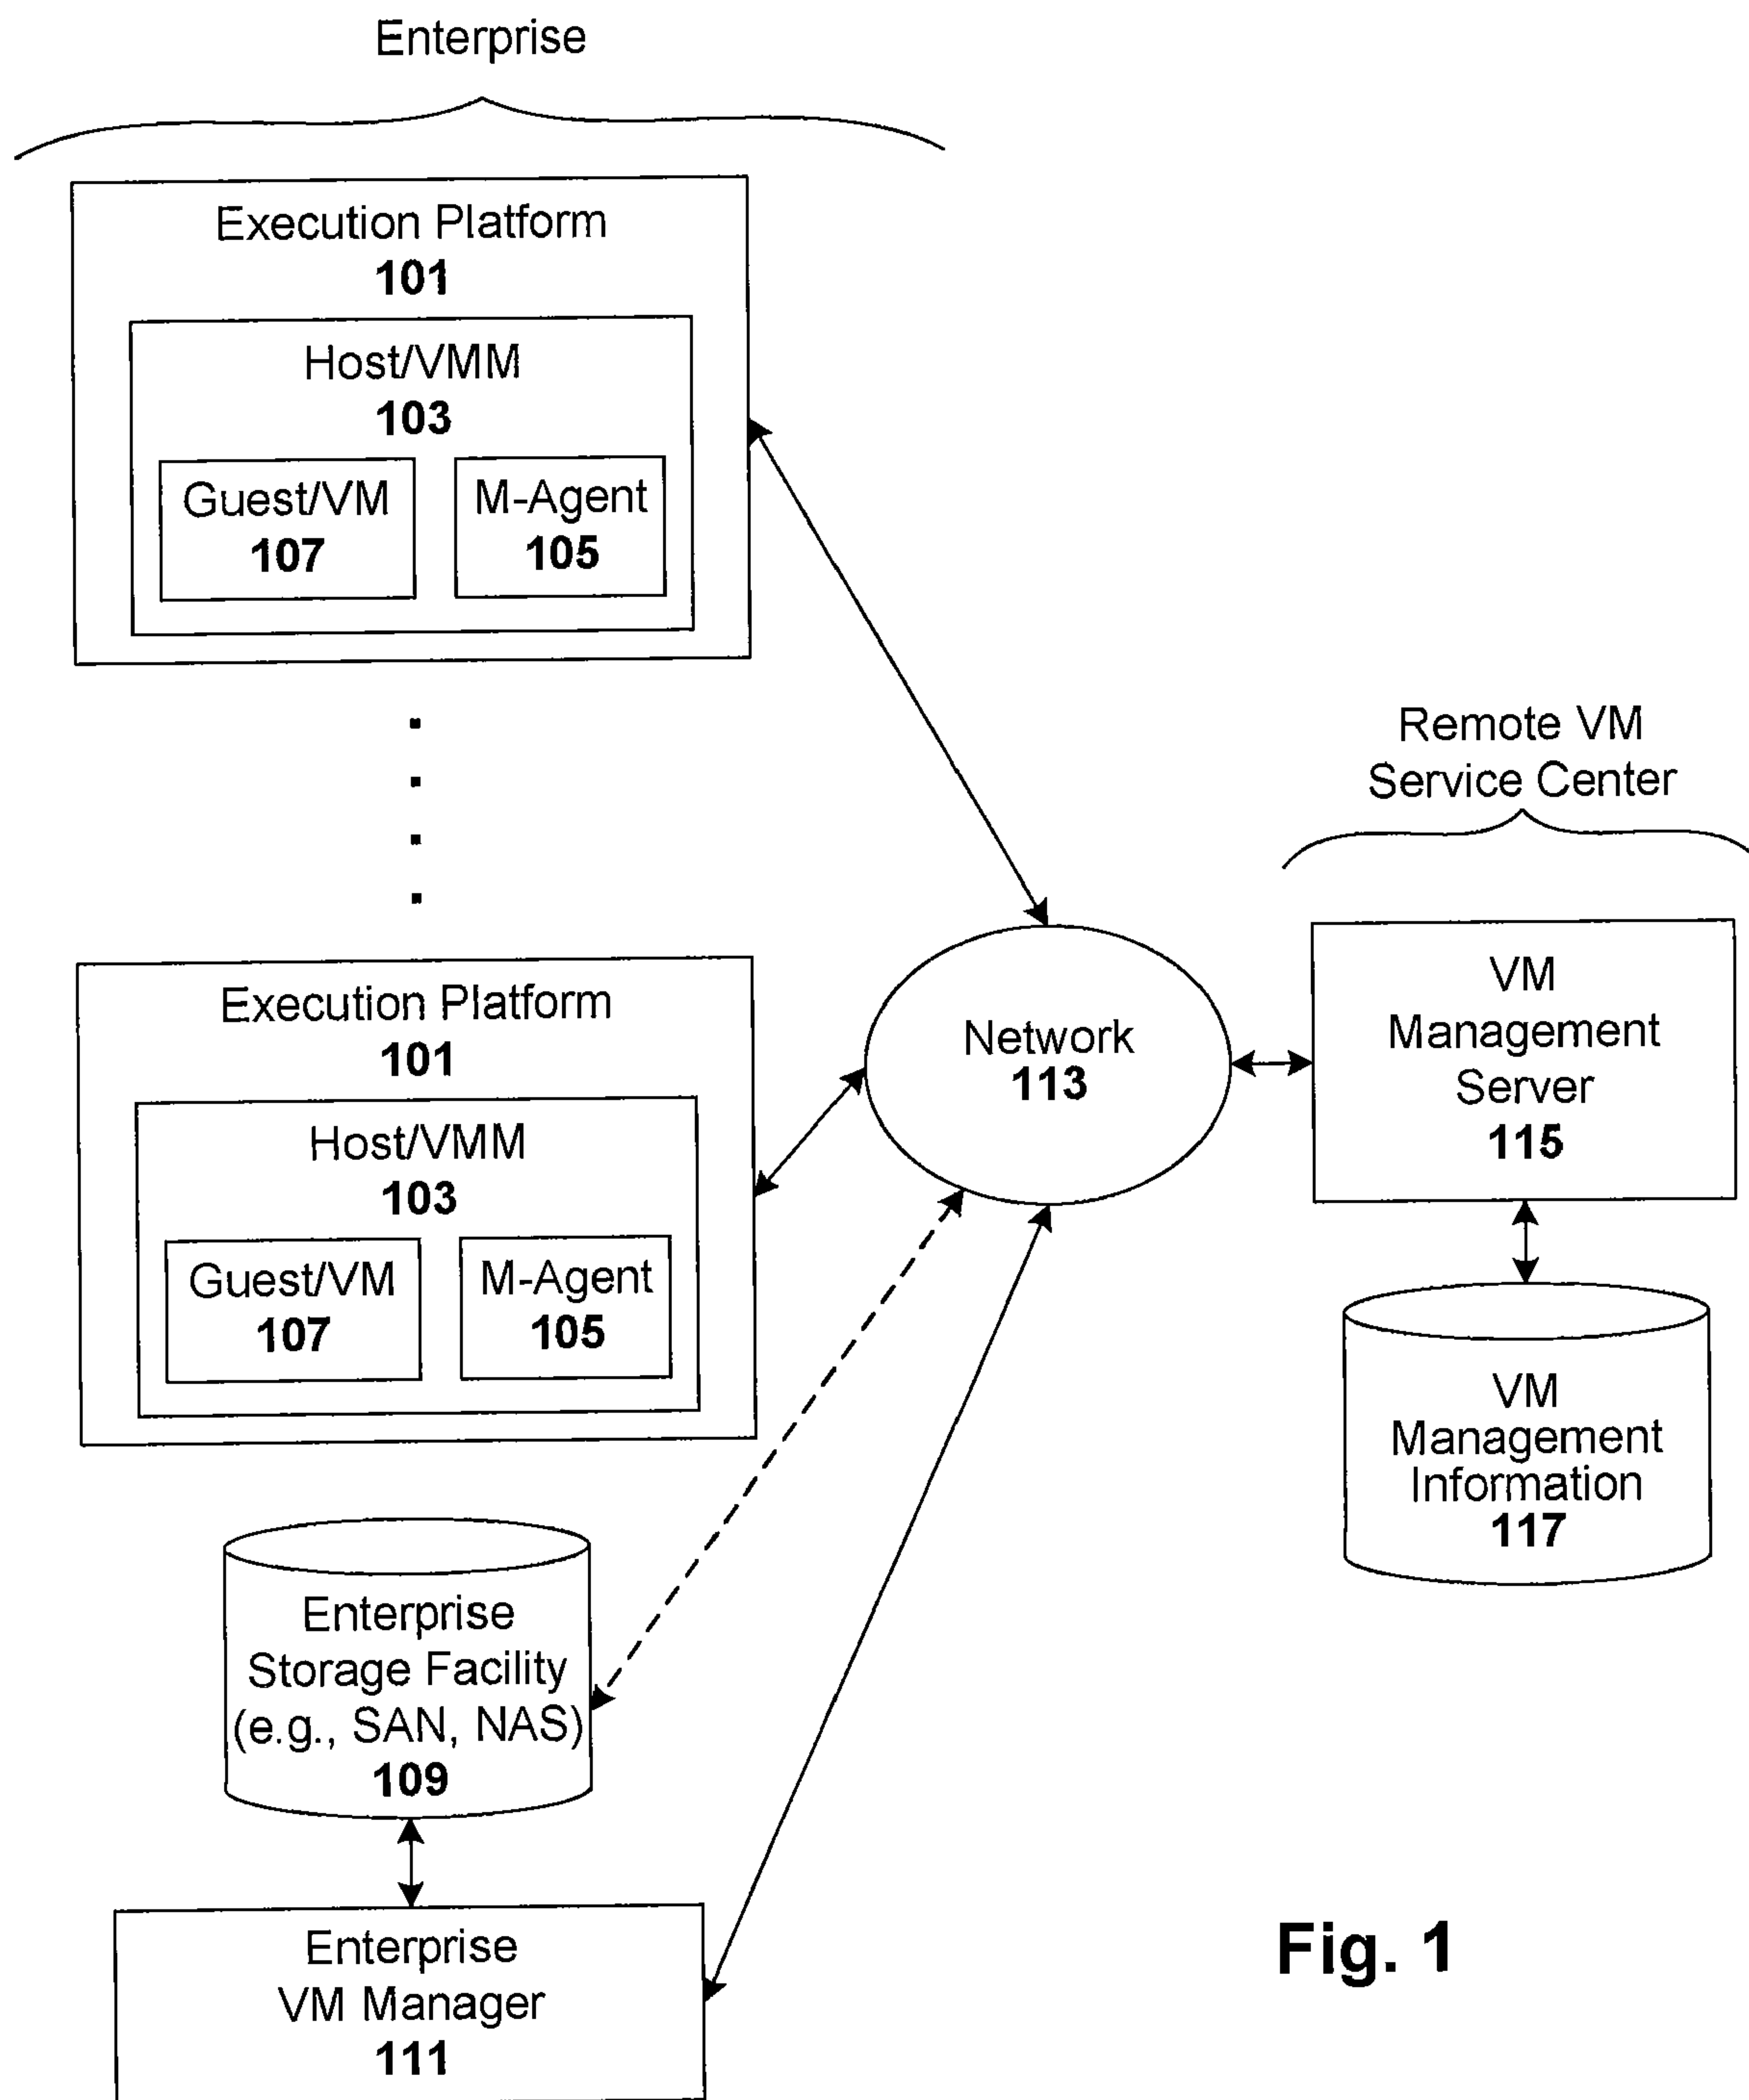 Enterprise
Execution Platform
101
Host/VMM
103
Guest/VM
107
M-Agent
105
Execution Platform
101
Host/VMM
103
Guest/VM
107
M-Agent
105
Enterprise
Storage Facility
(e.g., SAN, NAS)
109
Enterprise
VM Manager
111
Network
113
Remote VM
Service Center
VM
Management
Server
115
VM
Management
Information
117
Fig. 1